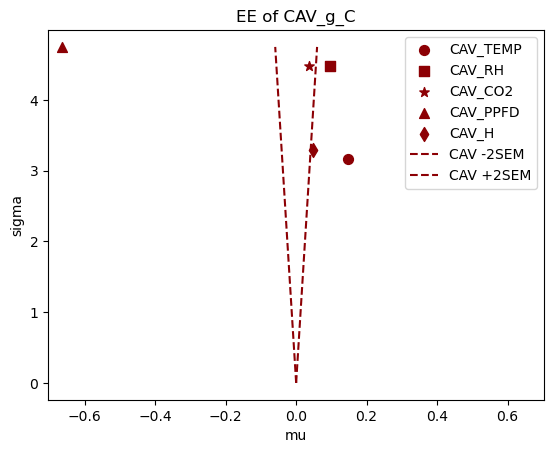 EE of CAV_g_C
CAV_TEMP
CAV_RH
CAV_CO2
CAV_PPFD
CAV_H
CAV -2SEM
CAV +2SEM
sigma
4
3
2
1
0
−0.6 −0.4 −0.2 0.0 0.2 0.4 0.6
mu